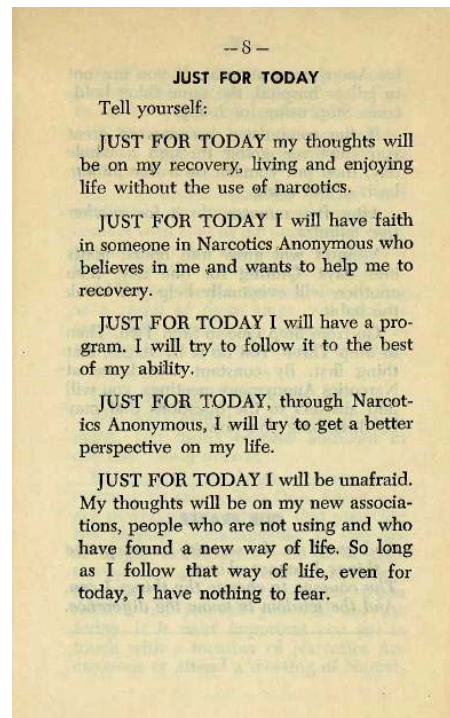 — 8 —
JUST FOR TODAY
Tell yourself:
JUST FOR TODAY my thoughts will
be on my recovery, living and enjoying
life without the use of narcotics.
JUST FOR TODAY I will have faith
in someone in Narcotics Anonymous who
believes in me and wants to help me to
recovery.
JUST FOR TODAY I will have a pro-
gram. I will try to follow it to the best
of my ability.
JUST FOR TODAY, through Narcot-
ics Anonymous, I will try to get a better
perspective on my life.
JUST FOR TODAY I will be unafraid.
My thoughts will be on my new associa-
tions, people who are not using and who
have found a new way of life. So long
as I follow that way of life, even for
today, I have nothing to fear.